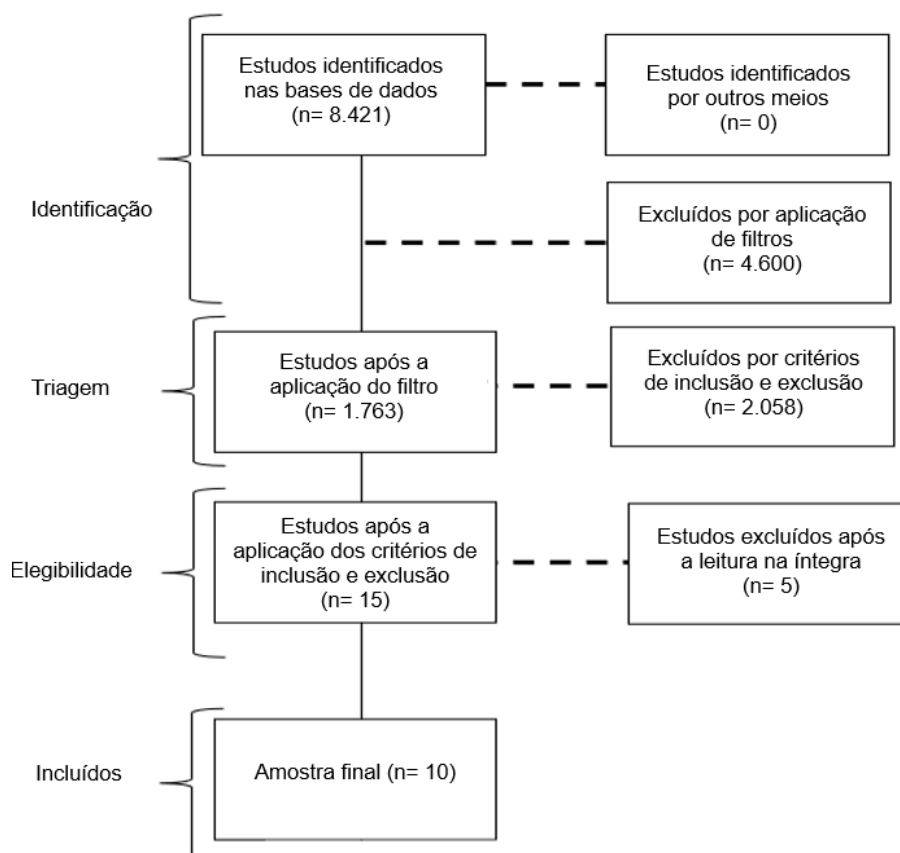 Estudos identificados
nas bases de dados
(n= 8.421)
Estudos identificados
por outros meios
(n= 0)
Identificação
Excluídos por aplicação
de filtros
(n= 4.600)
Triagem
Estudos após a
aplicação do filtro
(n= 1.763)
Excluídos por critérios
de inclusão e exclusão
(n= 2.058)
Elegibilidade
Estudos após a
aplicação dos critérios de
inclusão e exclusão
(n= 15)
Estudos excluídos após
a leitura na íntegra
(n= 5)
Incluídos
Amostra final (n= 10)